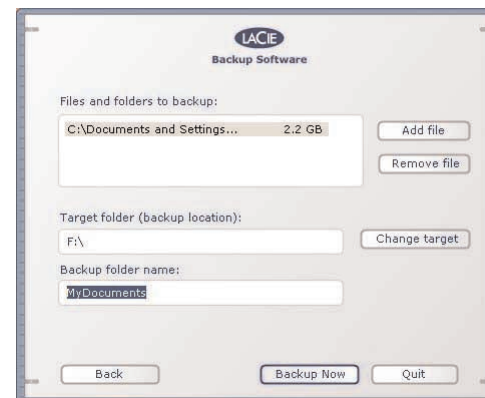 LACIE
Backup Software
Files and folders to backup:
C:\Documents and Settings... 2.2 GB
Add file
Remove file
Target folder (backup location):
F:\
Change target
Backup folder name:
MyDocuments
Back
Backup Now
Quit